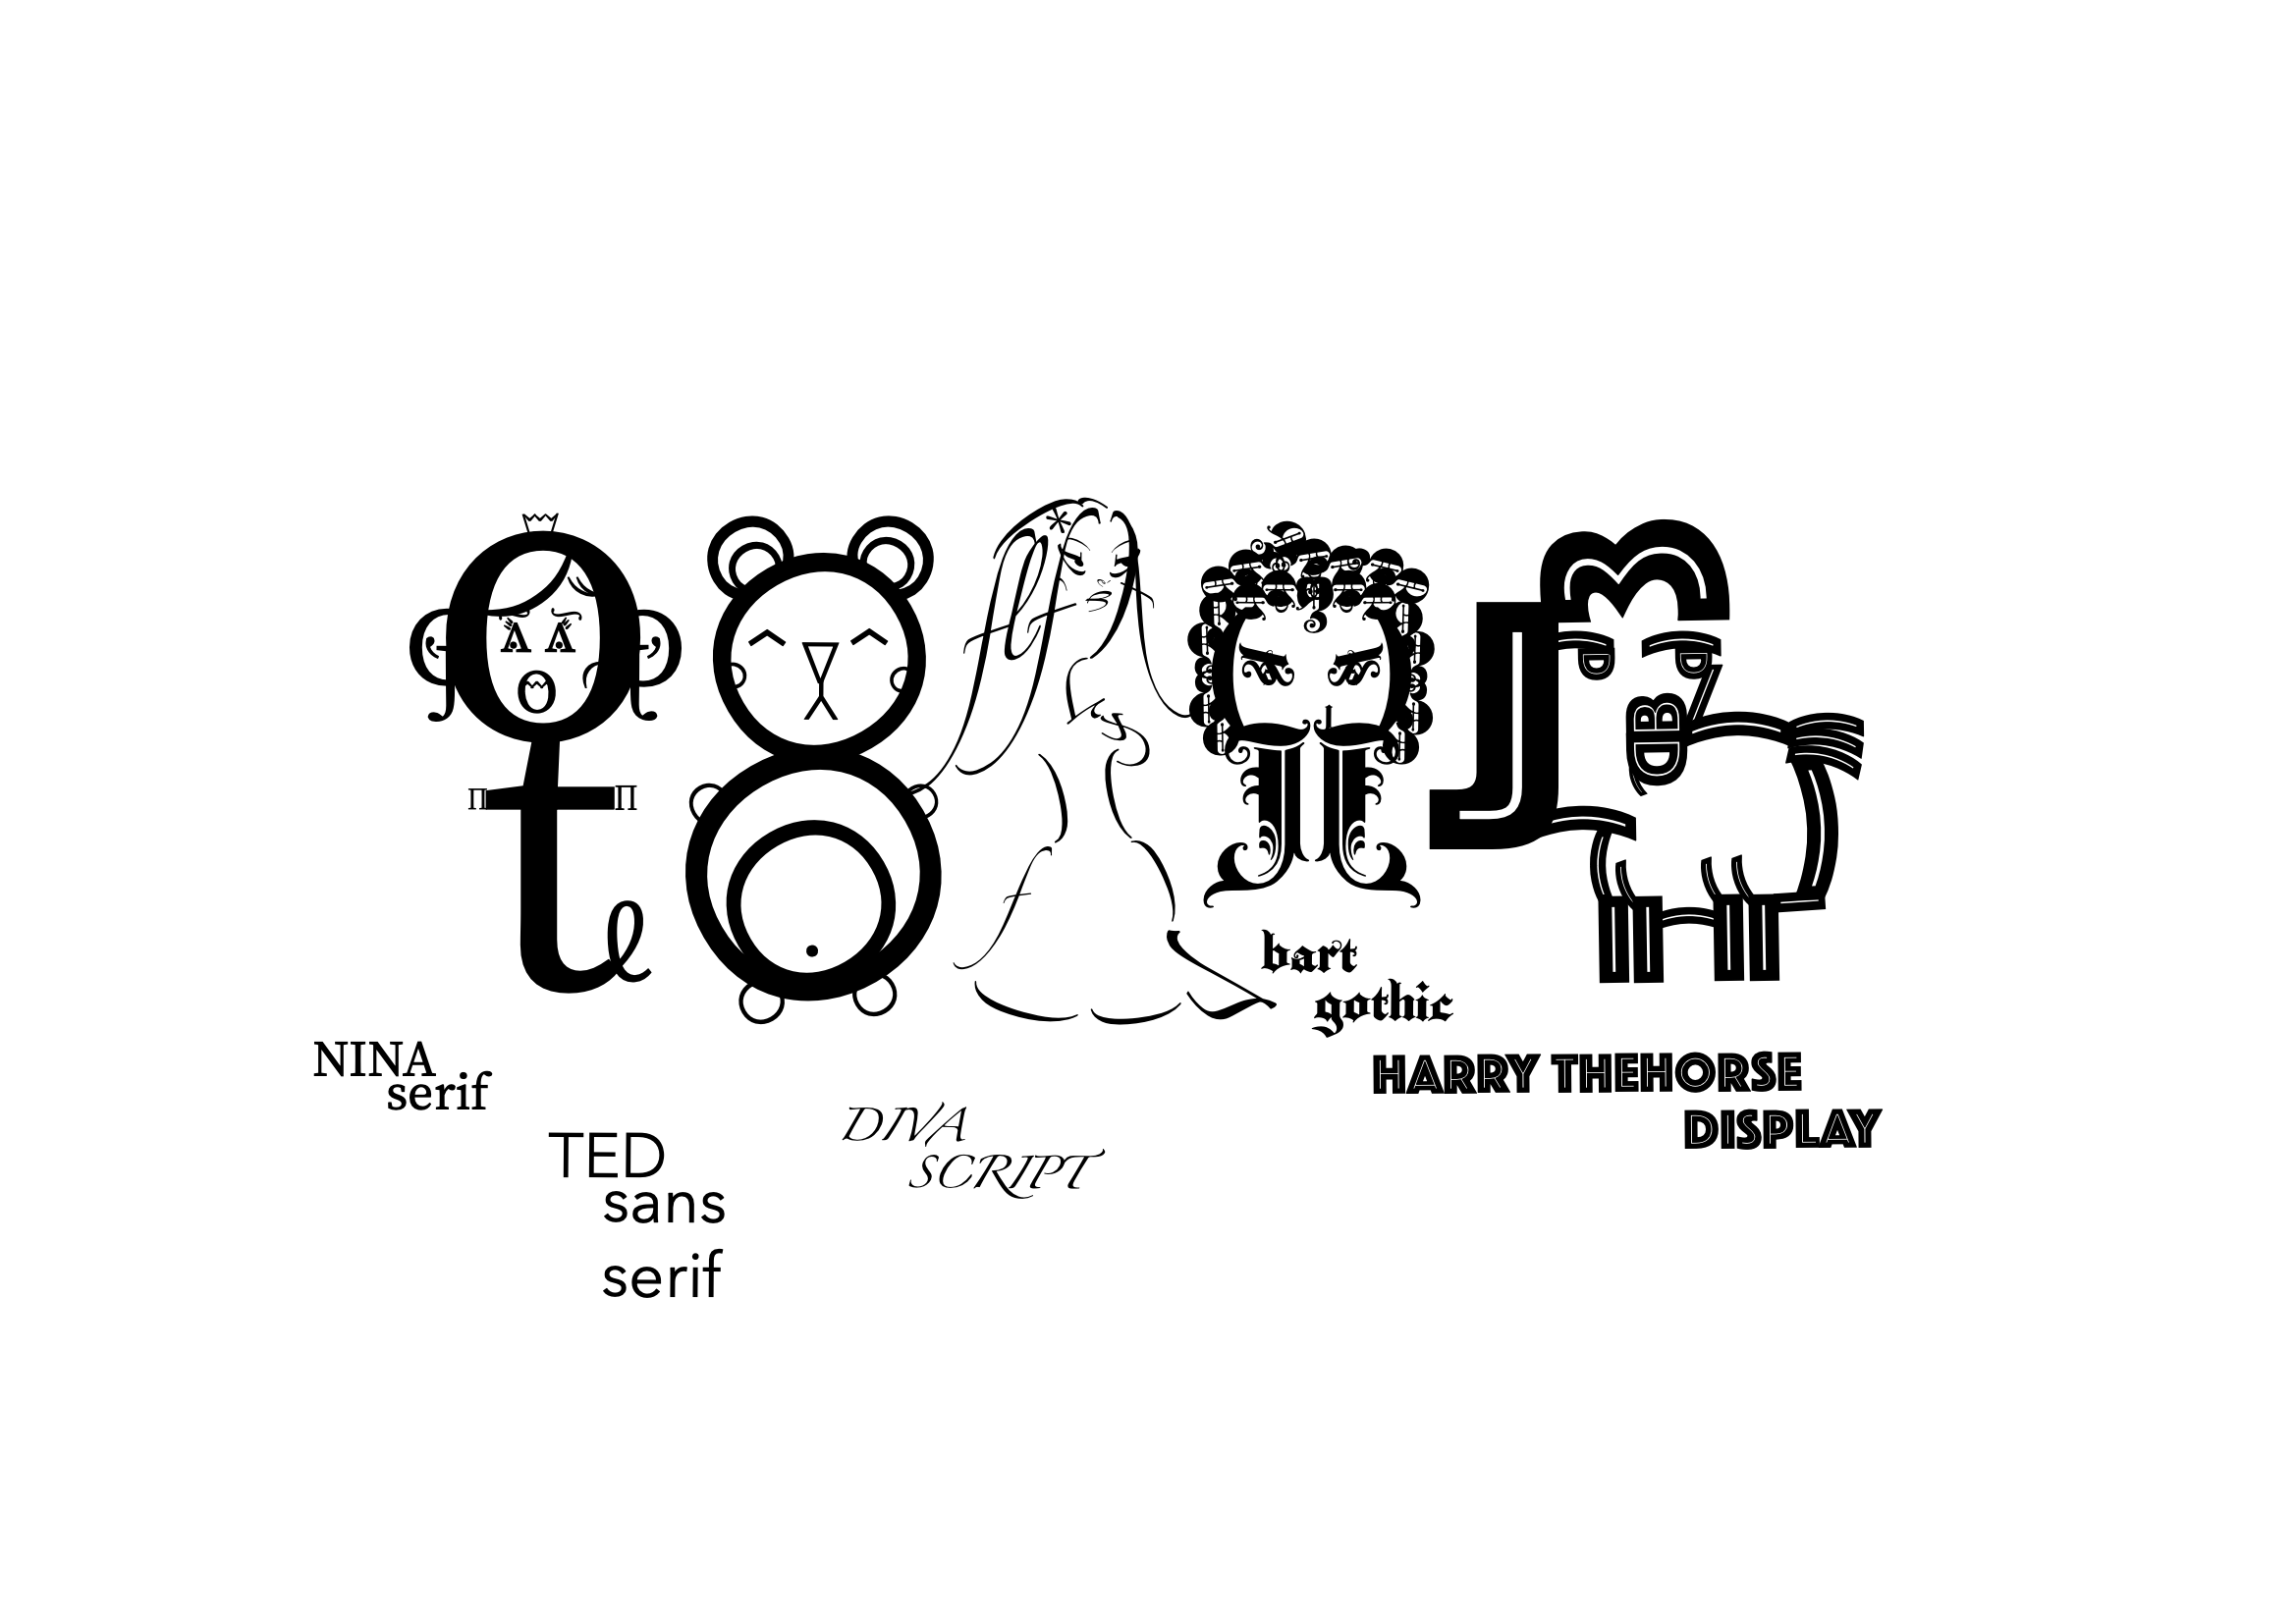 NINA
serif
TED
sans
serif
DIVA
SCRIPT
bart
gothic
HARRY THEHORSE
DISPLAY